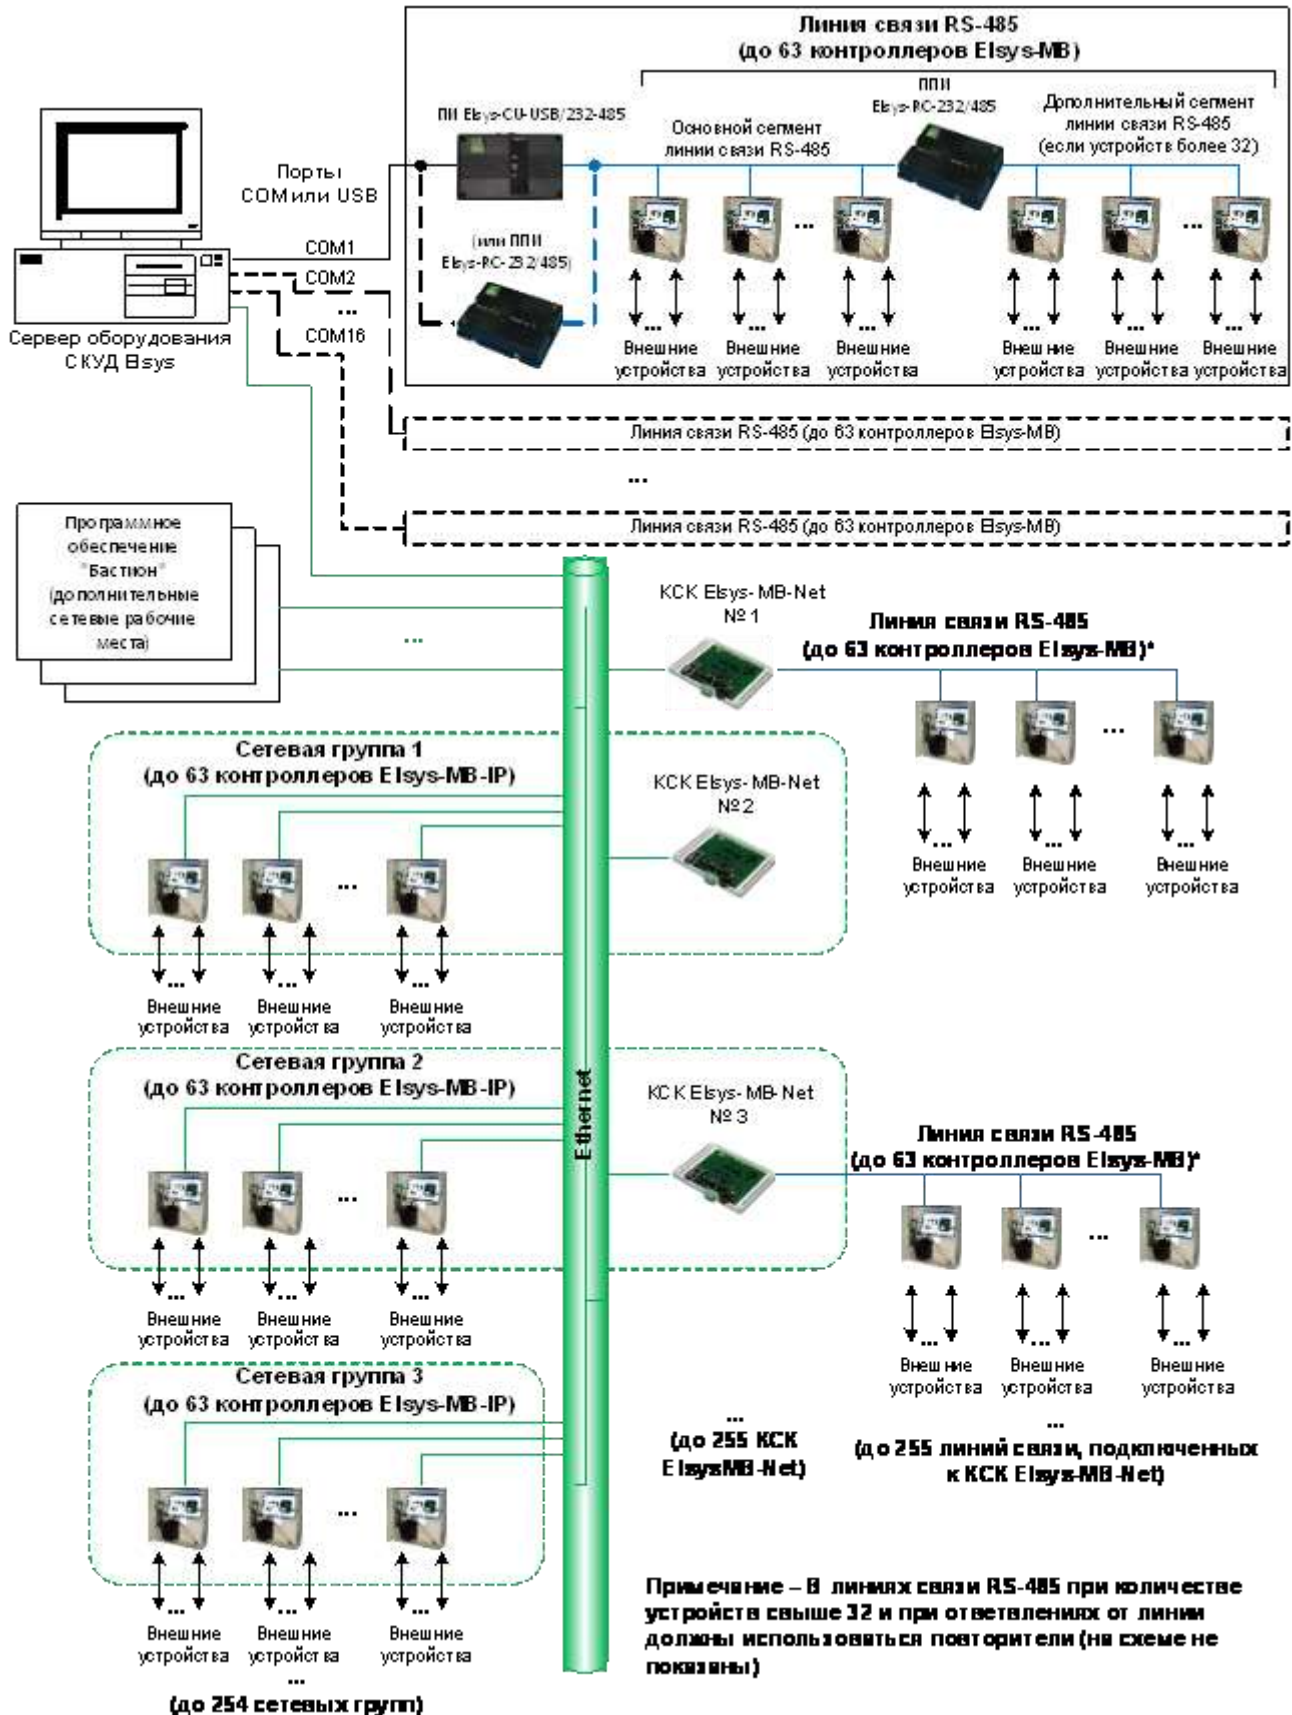 Линия связи RS-485
(до 63 контроллеров Elsys-MB)
ППИ
Elsys-RC-232/485
ПИ Elsys-CU-USB/232-485
Основной сегмент
линии связи RS-485
Дополнительный сегмент
линии связи RS-485
(если устройств более 32)
Порты
COM или USB
...
...
(или ППИ
Elsys-RC-232/485)
COM1
COM2
...
COM16
Сервер оборудования
СКУД Elsys
... ... ... ... ... ...
Внешние Внешние Внешние Внешние Внешние Внешние
устройства устройства устройства устройства устройства устройства
Линия связи RS-485 (до 63 контроллеров Elsys-MB)
...
Линия связи RS-485 (до 63 контроллеров Elsys-MB)
Программное
обеспечение
"Бастион"
(дополнительные
сетевые рабочие
места)
...
КСК Elsys-MB-Net
№1
Линия связи RS-485
(до 63 контроллеров Elsys-MB)*
...
... ... ...
Внешние Внешние Внешние
устройства устройства устройства
Сетевая группа 1
(до 63 контроллеров Elsys-MB-IP)
КСК Elsys-MB-Net
№2
...
... ... ...
Внешние Внешние Внешние
устройства устройства устройства
Ethernet
Сетевая группа 2
(до 63 контроллеров Elsys-MB-IP)
КСК Elsys-MB-Net
№3
Линия связи RS-485
(до 63 контроллеров Elsys-MB)*
...
...
... ... ...
Внешние Внешние Внешние
устройства устройства устройства
... ... ...
Внешние Внешние Внешние
устройства устройства устройства
Сетевая группа 3
(до 63 контроллеров Elsys-MB-IP)
...
(до 255 КСК
ElsysMB-Net)
...
(до 255 линий связи, подключенных
к КСК Elsys-MB-Net)
...
... ... ...
Внешние Внешние Внешние
устройства устройства устройства
...
(до 254 сетевых групп)
Примечание – В линиях связи RS-485 при количестве
устройств свыше 32 и при ответвлениях от линии
должны использоваться повторители (на схеме не
показаны)